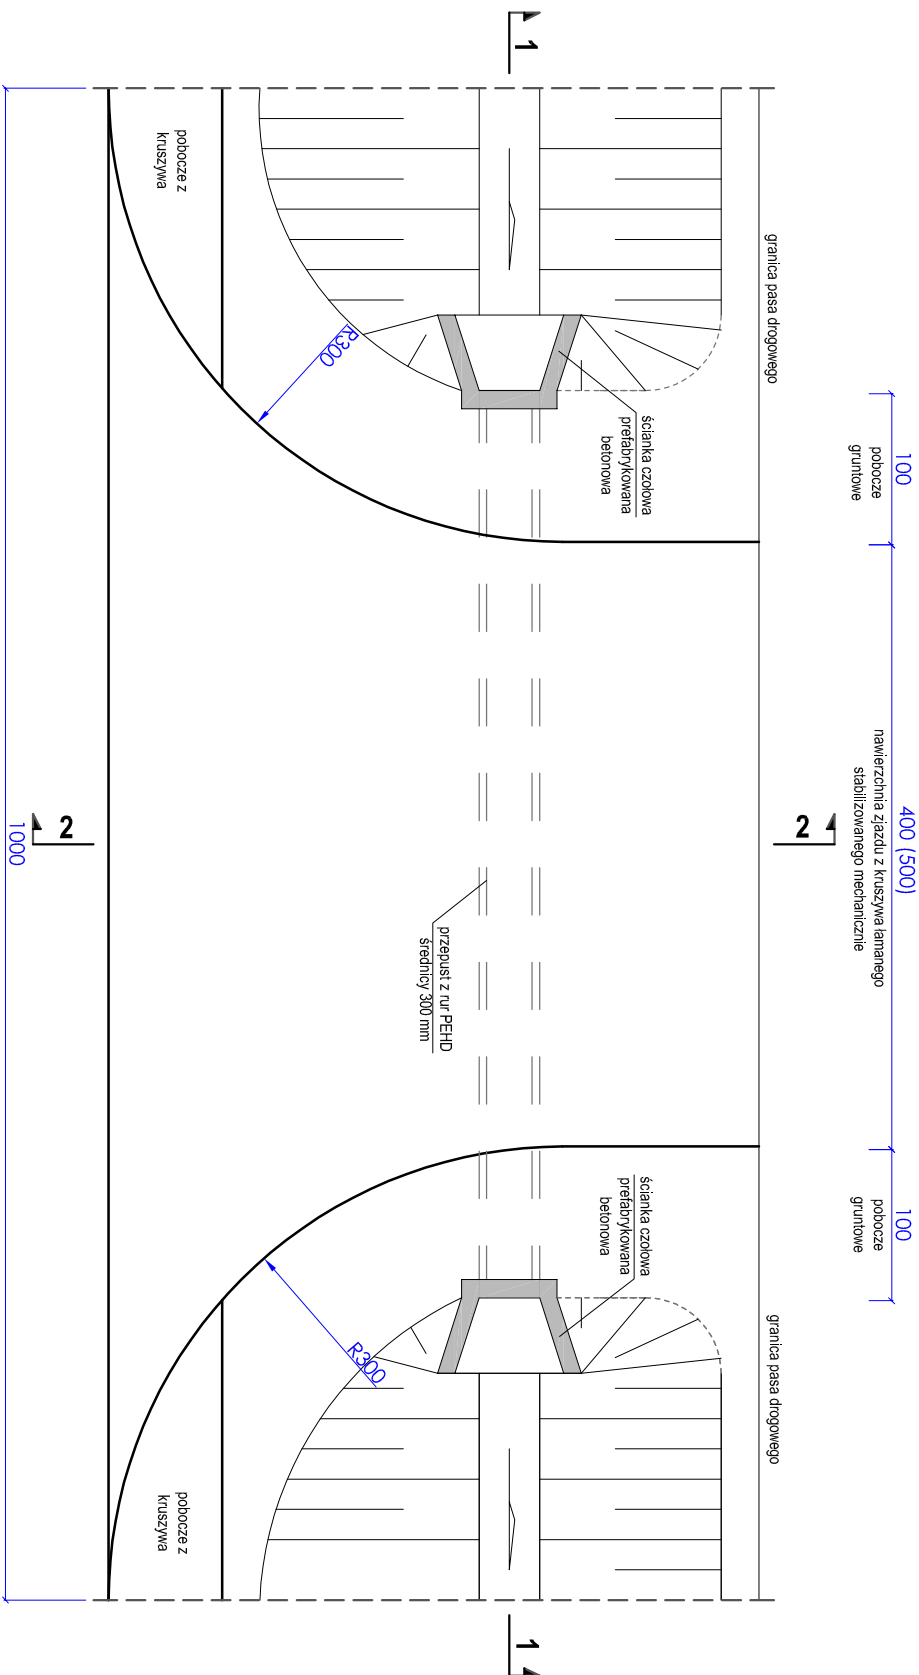 1
1
2
2
granica pasa drogowego
granica pasa drogowego
100
pobocze
gruntowe
400 (500)
nawierzchnia zjazdu z kruszywa łamanego
stabilizowanego mechanicznie
100
pobocze
gruntowe
ścianka czołowa
prefabrykowana
betonowa
ścianka czołowa
prefabrykowana
betonowa
przepust z rur PEHD
średnicy 300 mm
R300
R300
pobocze z
kruszywa
pobocze z
kruszywa
1000